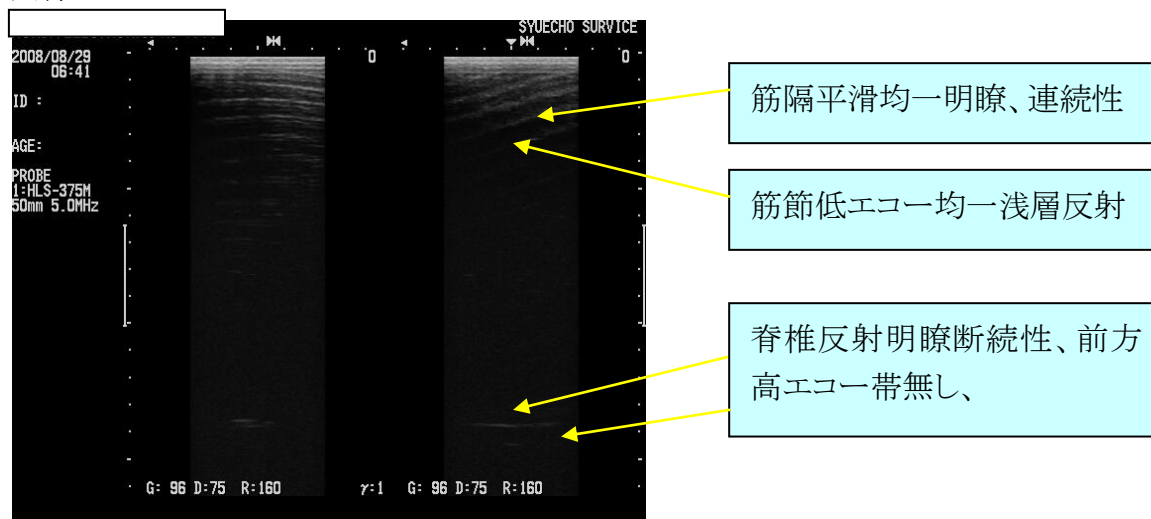 SYUECHO SURVICE
2008/08/29
06:41
0
0
ID :
AGE:
PROBE
1:HLS-375M
50mm 5.0MHz
G: 96 D:75 R:160 γ:1 G: 96 D:75 R:160
筋隔平滑均一明瞭、連続性
筋節低エコー均一浅層反射
脊椎反射明瞭断続性、前方
高エコー帯無し、